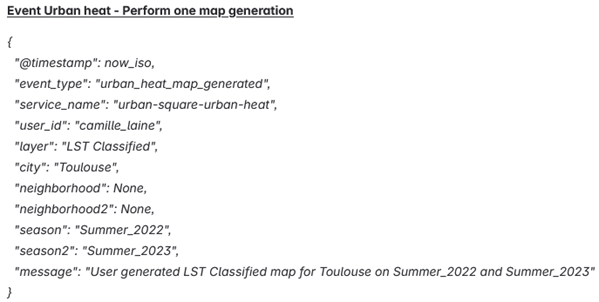 Event Urban heat - Perform one map generation
{
"@timestamp": now_iso,
"event_type": "urban_heat_map_generated",
"service_name": "urban-square-urban-heat",
"user_id": "camille_laine",
"layer": "LST Classified",
"city": "Toulouse",
"neighborhood": None,
"neighborhood2": None,
"season": "Summer_2022",
"season2": "Summer_2023",
"message": "User generated LST Classified map for Toulouse on Summer_2022 and Summer_2023"
}